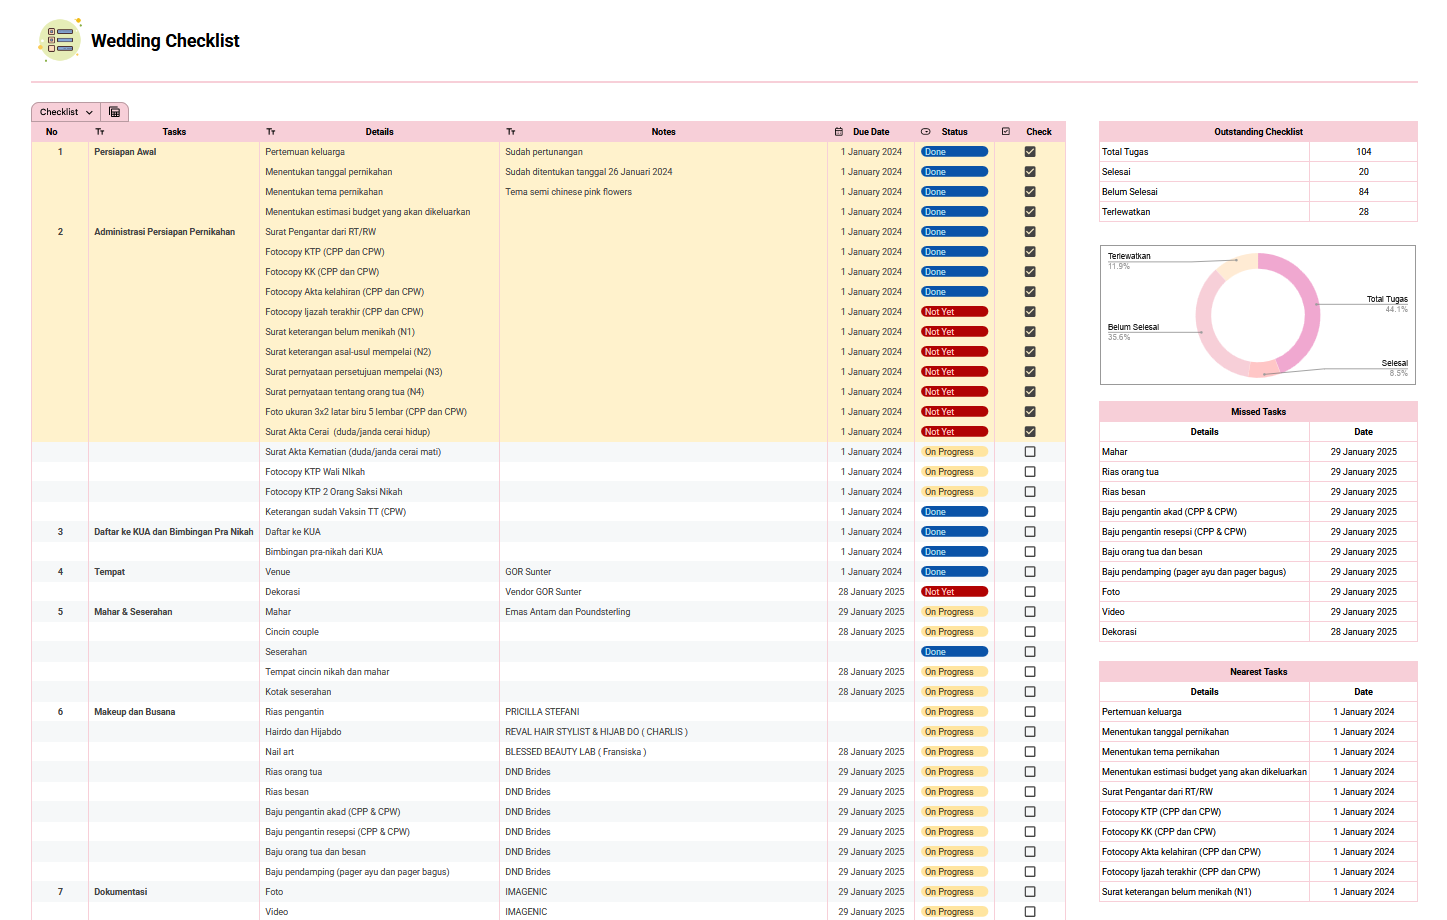 Wedding Checklist
Checklist
No Tasks Details Notes Due Date Status Check
1 Persiapan Awal Pertemuan keluarga Sudah pertunangan 1 January 2024 Done
Menentukan tanggal pernikahan Sudah ditentukan tanggal 26 Januari 2024 1 January 2024 Done
Menentukan tema pernikahan Tema semi chinese pink flowers 1 January 2024 Done
Menentukan estimasi budget yang akan dikeluarkan 1 January 2024 Done
2 Administrasi Persiapan Pernikahan Surat Pengantar dari RT/RW 1 January 2024 Done
Fotocopy KTP (CPP dan CPW) 1 January 2024 Done
Fotocopy KK (CPP dan CPW) 1 January 2024 Done
Fotocopy Akta kelahiran (CPP dan CPW) 1 January 2024 Done
Fotocopy Ijazah terakhir (CPP dan CPW) 1 January 2024 Not Yet
Surat keterangan belum menikah (N1) 1 January 2024 Not Yet
Surat keterangan asal-usul mempelai (N2) 1 January 2024 Not Yet
Surat pernyataan persetujuan mempelai (N3) 1 January 2024 Not Yet
Surat pernyataan tentang orang tua (N4) 1 January 2024 Not Yet
Foto ukuran 3x2 latar biru 5 lembar (CPP dan CPW) 1 January 2024 Not Yet
Surat Akta Cerai (duda/janda cerai hidup) 1 January 2024 Not Yet
Surat Akta Kematian (duda/janda cerai mati) 1 January 2024 On Progress
Fotocopy KTP Wali NIkah 1 January 2024 On Progress
Fotocopy KTP 2 Orang Saksi Nikah 1 January 2024 On Progress
Keterangan sudah Vaksin TT (CPW) 1 January 2024 Done
3 Daftar ke KUA dan Bimbingan Pra Nikah Daftar ke KUA 1 January 2024 Done
Bimbingan pra-nikah dari KUA 1 January 2024 Done
4 Tempat Venue GOR Sunter 1 January 2024 Done
Dekorasi Vendor GOR Sunter 28 January 2025 Not Yet
5 Mahar & Seserahan Mahar Emas Antam dan Poundsterling 29 January 2025 On Progress
Cincin couple 28 January 2025 On Progress
Seserahan Done
Tempat cincin nikah dan mahar 28 January 2025 On Progress
Kotak seserahan 28 January 2025 On Progress
6 Makeup dan Busana Rias pengantin PRICILLA STEFANI On Progress
Hairdo dan Hijabdo REVAL HAIR STYLIST & HIJAB DO ( CHARLIS ) On Progress
Nail art BLESSED BEAUTY LAB ( Fransiska ) 28 January 2025 On Progress
Rias orang tua DND Brides 29 January 2025 On Progress
Rias besan DND Brides 29 January 2025 On Progress
Baju pengantin akad (CPP & CPW) DND Brides 29 January 2025 On Progress
Baju pengantin resepsi (CPP & CPW) DND Brides 29 January 2025 On Progress
Baju orang tua dan besan DND Brides 29 January 2025 On Progress
Baju pendamping (pager ayu dan pager bagus) DND Brides 29 January 2025 On Progress
7 Dokumentasi Foto IMAGENIC 29 January 2025 On Progress
Video IMAGENIC 29 January 2025 On Progress
Outstanding Checklist
Total Tugas 104
Selesai 20
Belum Selesai 84
Terlewatkan 28
Terlewatkan
11.9%
Total Tugas
44.1%
Belum Selesai
35.6%
Selesai
8.5%
Missed Tasks
Details Date
Mahar 29 January 2025
Rias orang tua 29 January 2025
Rias besan 29 January 2025
Baju pengantin akad (CPP & CPW) 29 January 2025
Baju pengantin resepsi (CPP & CPW) 29 January 2025
Baju orang tua dan besan 29 January 2025
Baju pendamping (pager ayu dan pager bagus) 29 January 2025
Foto 29 January 2025
Video 29 January 2025
Dekorasi 28 January 2025
Nearest Tasks
Details Date
Pertemuan keluarga 1 January 2024
Menentukan tanggal pernikahan 1 January 2024
Menentukan tema pernikahan 1 January 2024
Menentukan estimasi budget yang akan dikeluarkan 1 January 2024
Surat Pengantar dari RT/RW 1 January 2024
Fotocopy KTP (CPP dan CPW) 1 January 2024
Fotocopy KK (CPP dan CPW) 1 January 2024
Fotocopy Akta kelahiran (CPP dan CPW) 1 January 2024
Fotocopy Ijazah terakhir (CPP dan CPW) 1 January 2024
Surat keterangan belum menikah (N1) 1 January 2024